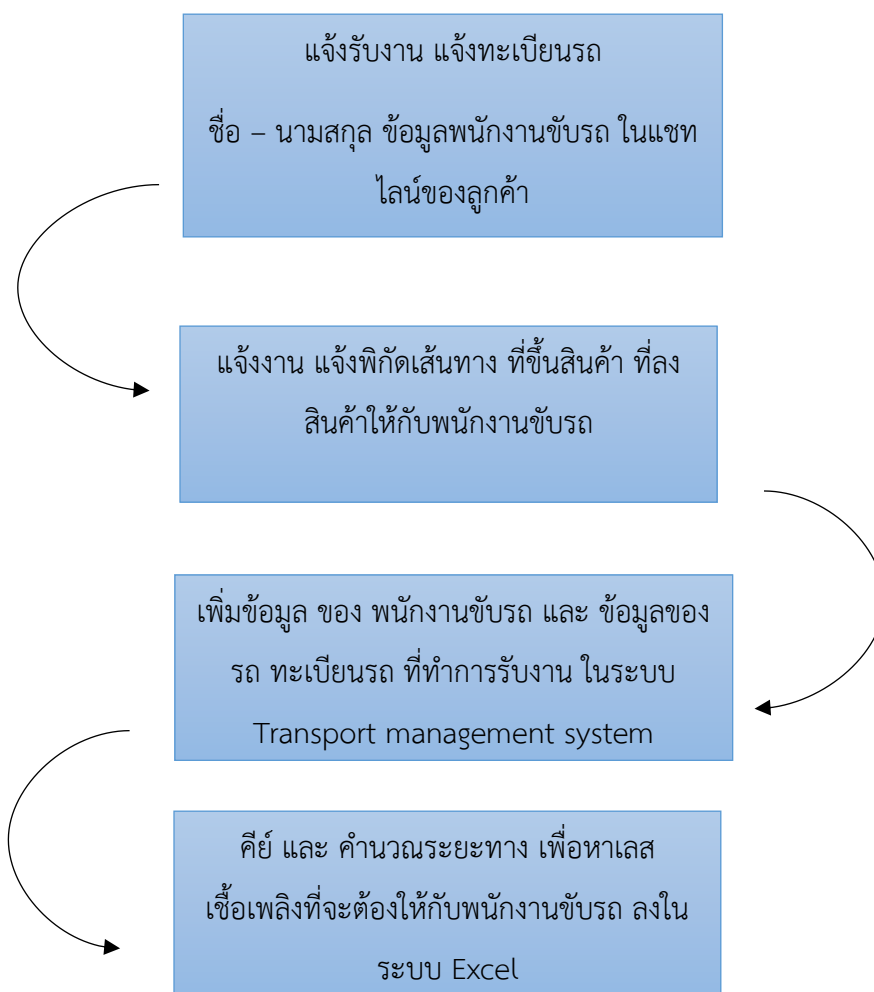 แจ้งรับงาน แจ้งทะเบียนรถ
ชื่อ – นามสกุล ข้อมูลพนักงานขับรถ ในแชท
ไลน์ของลูกค้า
แจ้งงาน แจ้งพิกัดเส้นทาง ที่ขึ้นสินค้า ที่ลง
สินค้าให้กับพนักงานขับรถ
เพิ่มข้อมูล ของ พนักงานขับรถ และ ข้อมูลของ
รถ ทะเบียนรถ ที่ทำการรับงาน ในระบบ
Transport management system
คีย์ และ คำนวณระยะทาง เพื่อหาเลส
เชื้อเพลิงที่จะต้องให้กับพนักงานขับรถ ลงใน
ระบบ Excel